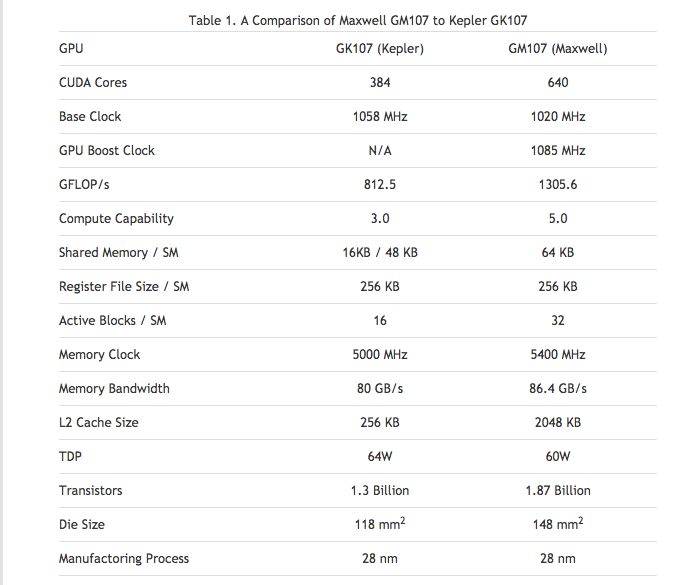 Table 1. A Comparison of Maxwell GM107 to Kepler GK107
GPU GK107 (Kepler) GM107 (Maxwell)
CUDA Cores 384 640
Base Clock 1058 MHz 1020 MHz
GPU Boost Clock N/A 1085 MHz
GFLOP/s 812.5 1305.6
Compute Capability 3.0 5.0
Shared Memory / SM 16KB / 48 KB 64 KB
Register File Size / SM 256 KB 256 KB
Active Blocks / SM 16 32
Memory Clock 5000 MHz 5400 MHz
Memory Bandwidth 80 GB/s 86.4 GB/s
L2 Cache Size 256 KB 2048 KB
TDP 64W 60W
Transistors 1.3 Billion 1.87 Billion
Die Size 118 mm² 148 mm²
Manufactoring Process 28 nm 28 nm